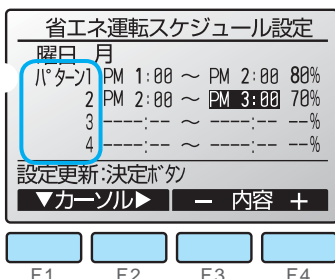 省エネ運転スケジュール設定
曜日 月
パターン1 PM 1:00 ～ PM 2:00 80%
2 PM 2:00 ～ PM 3:00 70%
3 ----:-- ～ ----:-- --%
4 ----:-- ～ ----:-- --%
設定更新:決定ボタン
▼カーソル▶ － 内容 ＋
F1 F2 F3 F4